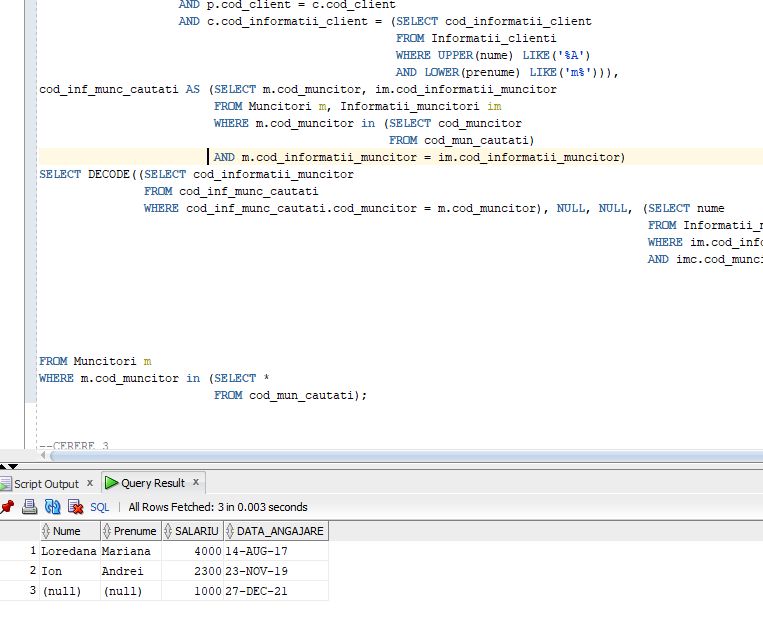 AND p.cod_client = c.cod_client
AND c.cod_informatii_client = (SELECT cod_informatii_client
FROM Informatii_clienti
WHERE UPPER(nume) LIKE('%A')
AND LOWER(prenume) LIKE('m%'))),
cod_inf_munc_cautati AS (SELECT m.cod_muncitor, im.cod_informatii_muncitor
FROM Muncitori m, Informatii_muncitori im
WHERE m.cod_muncitor in (SELECT cod_muncitor
FROM cod_mun_cautati)
AND m.cod_informatii_muncitor = im.cod_informatii_muncitor)
SELECT DECODE((SELECT cod_informatii_muncitor
FROM cod_inf_munc_cautati
WHERE cod_inf_munc_cautati.cod_muncitor = m.cod_muncitor), NULL, NULL, (SELECT nume
FROM Informatii_m
WHERE im.cod_info
AND imc.cod_munci
FROM Muncitori m
WHERE m.cod_muncitor in (SELECT *
FROM cod_mun_cautati);
--CERERE 3
Script Output x Query Result x
SQL | All Rows Fetched: 3 in 0.003 seconds
Nume Prenume SALARIU DATA_ANGAJARE
1 Loredana Mariana 4000 14-AUG-17
2 Ion Andrei 2300 23-NOV-19
3 (null) (null) 1000 27-DEC-21